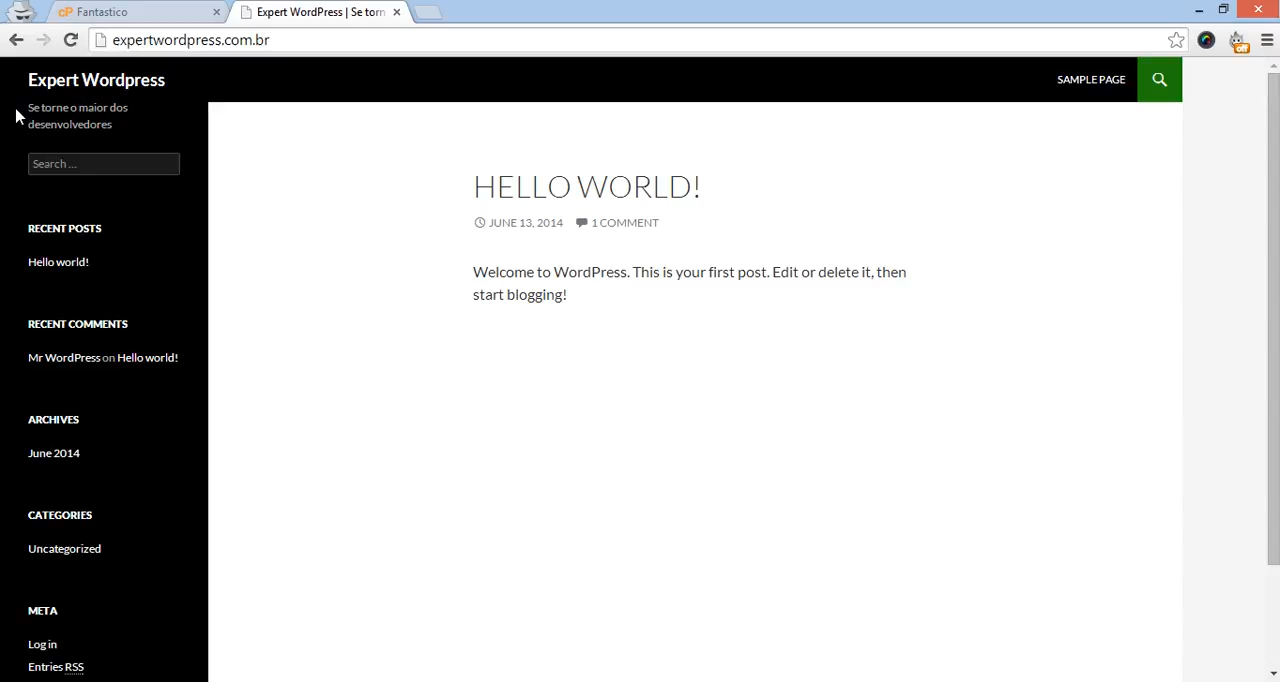 Fantastico
Expert WordPress | Se torn
expertwordpress.com.br
off
Expert Wordpress
SAMPLE PAGE
Se torne o maior dos
desenvolvedores
Search ...
RECENT POSTS
Hello world!
RECENT COMMENTS
Mr WordPress on Hello world!
ARCHIVES
June 2014
CATEGORIES
Uncategorized
META
Log in
Entries RSS
HELLO WORLD!
JUNE 13, 2014 1 COMMENT
Welcome to WordPress. This is your first post. Edit or delete it, then
start blogging!